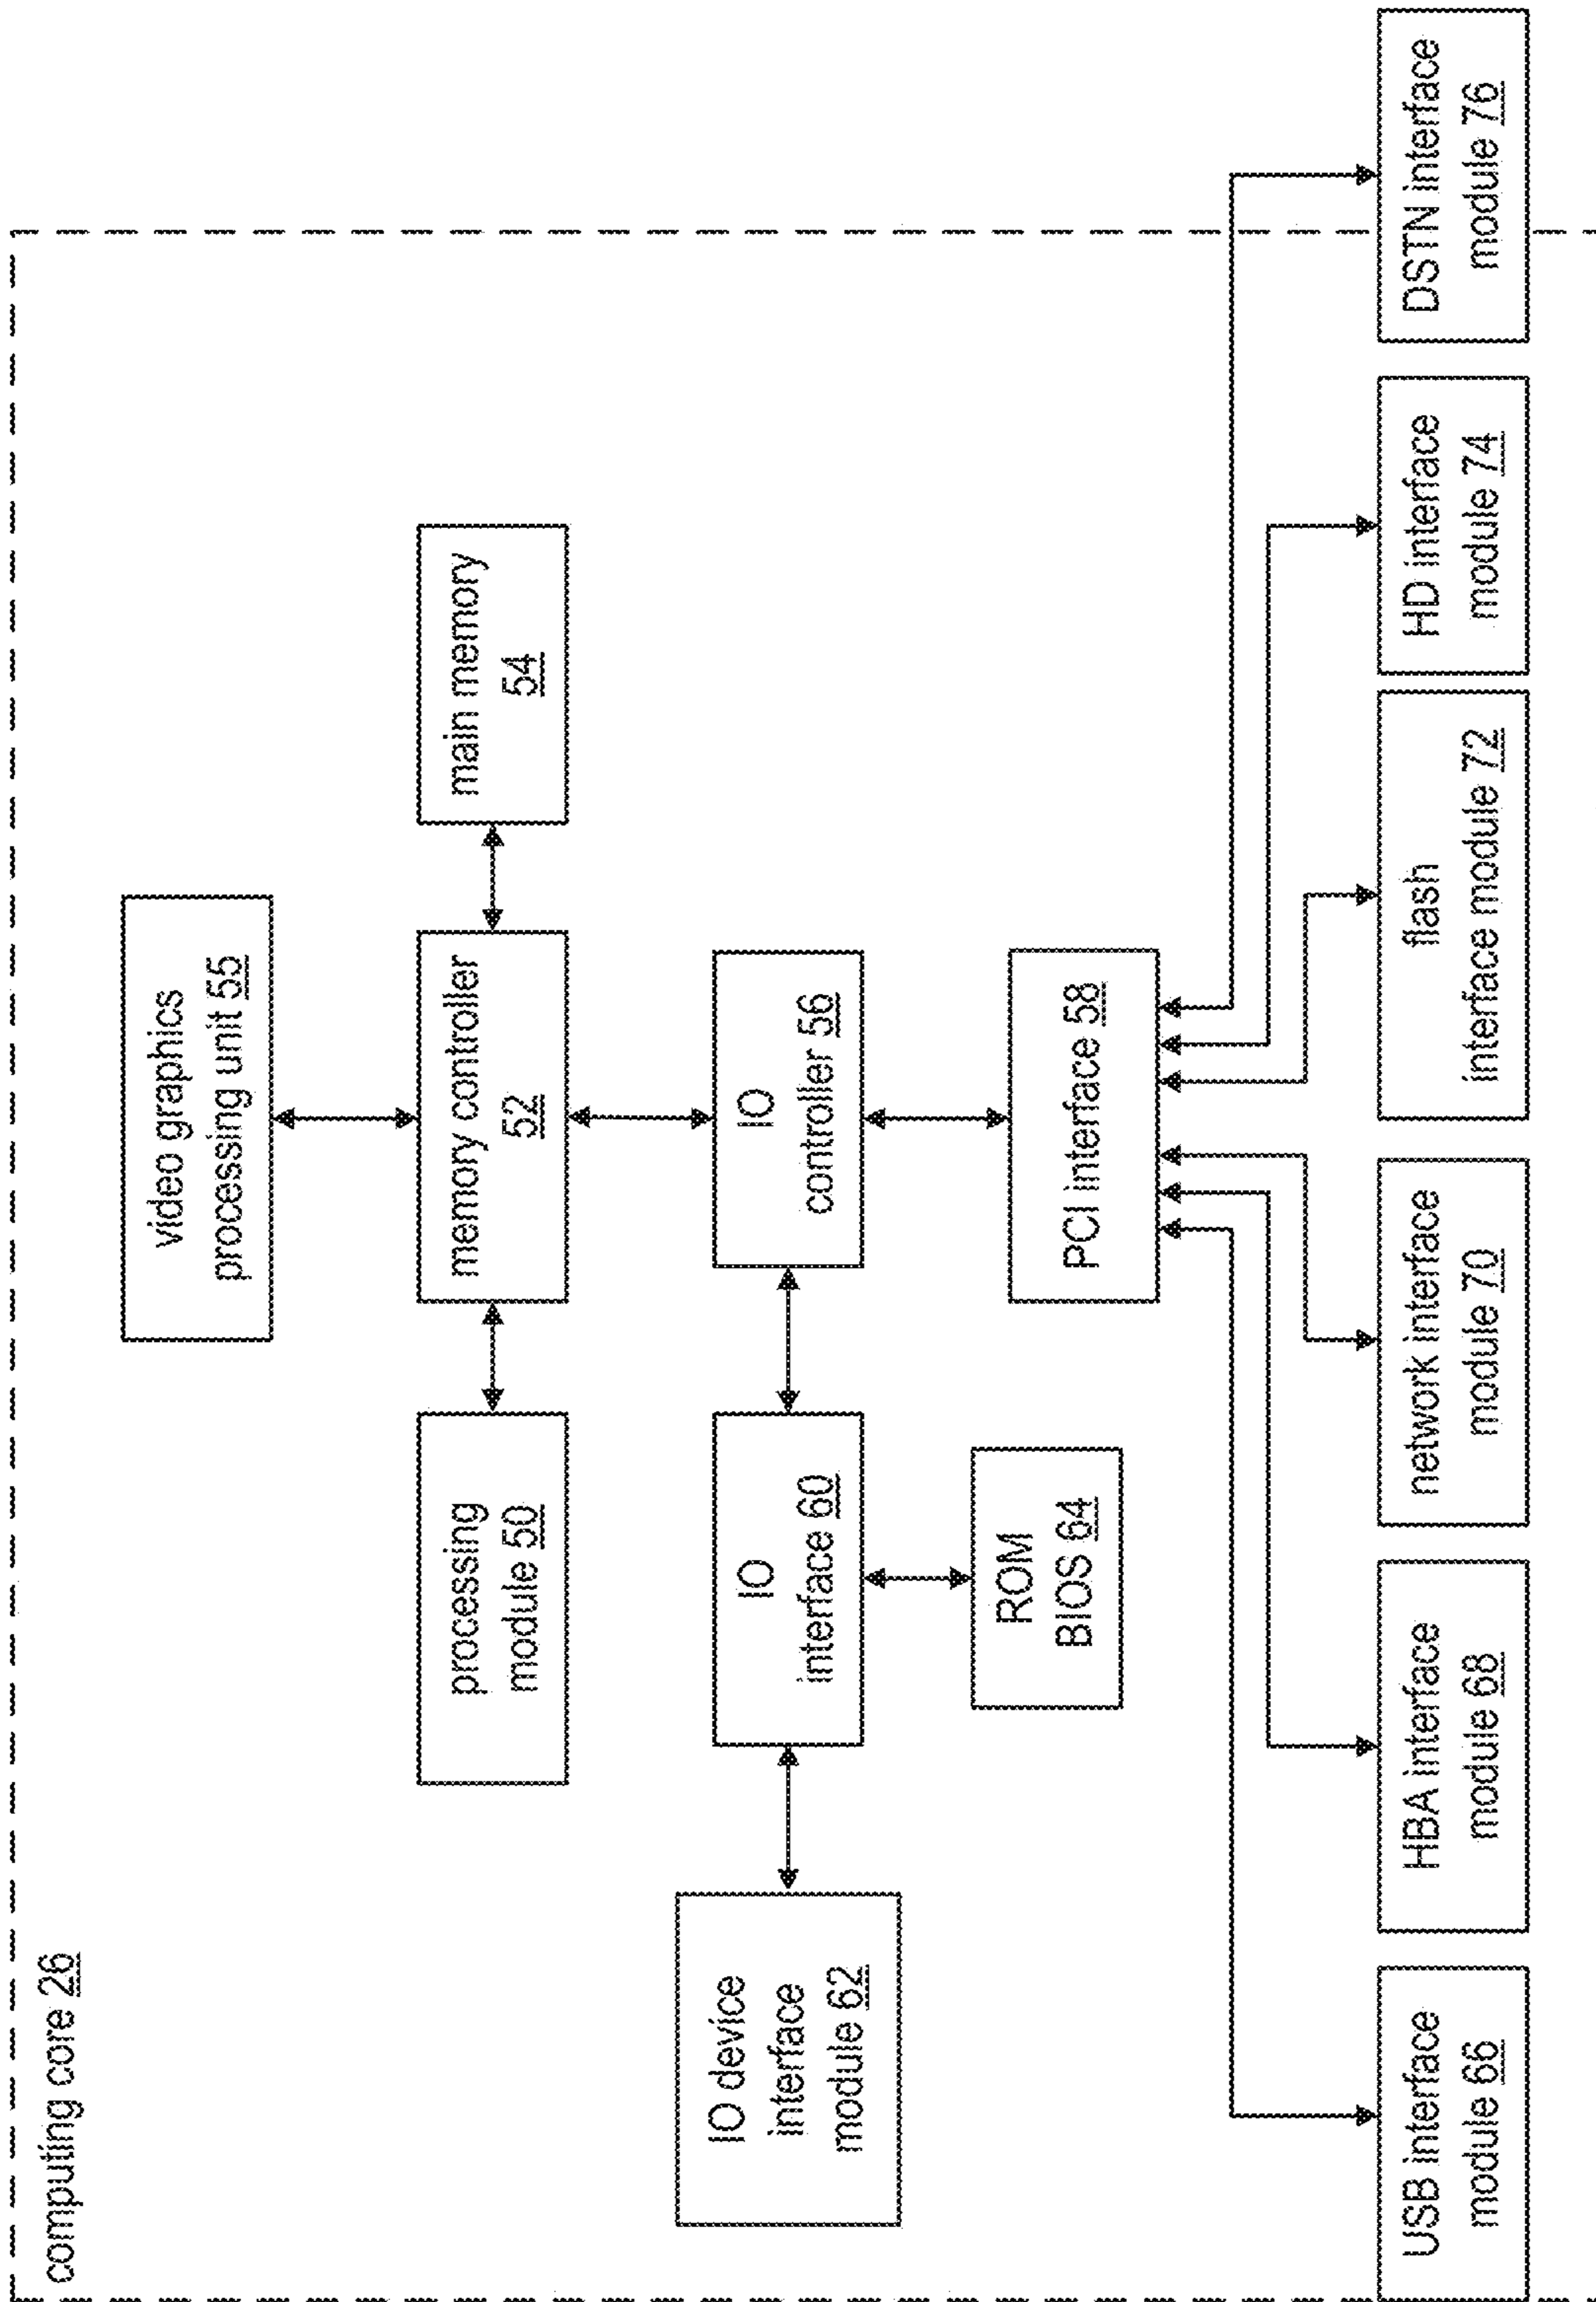 computing core 26
video graphics
processing unit 55
processing
module 50
memory controller
52
main memory
54
IO device
interface
module 62
IO
interface 60
IO
controller 56
ROM
BIOS 64
PCI interface 58
USB interface
module 66
HBA interface
module 68
network interface
module 70
flash
interface module 72
HD interface
module 74
DSTN interface
module 76